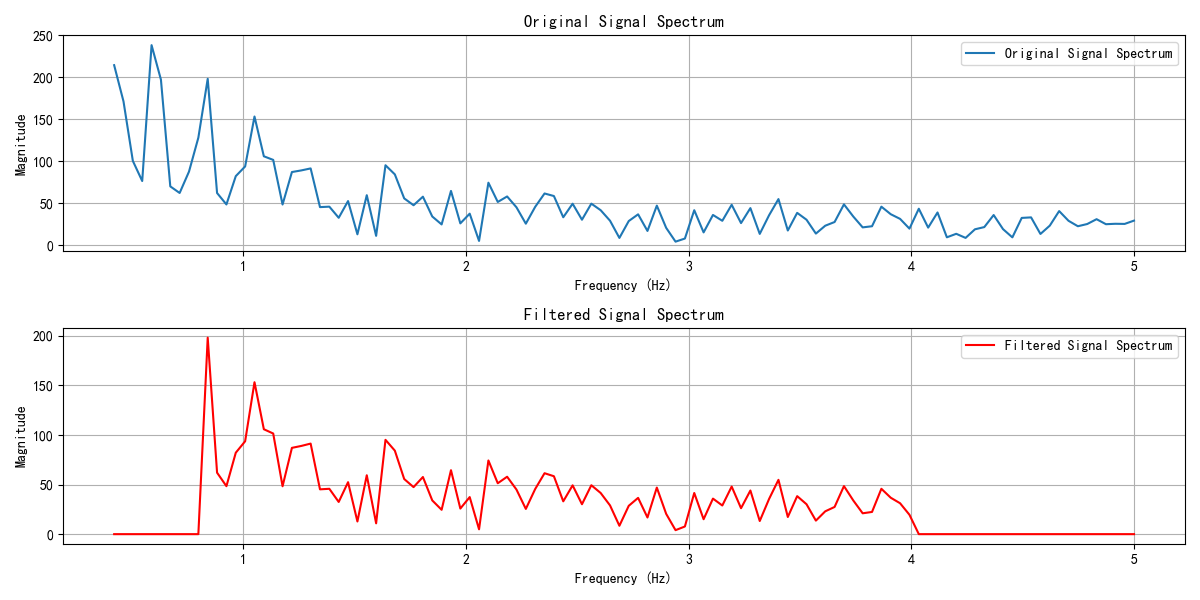 Original Signal Spectrum
250
200
150
100
50
0
Magnitude
Original Signal Spectrum
1 2 3 4 5
Frequency (Hz)
Filtered Signal Spectrum
200
150
100
50
0
Magnitude
Filtered Signal Spectrum
1 2 3 4 5
Frequency (Hz)